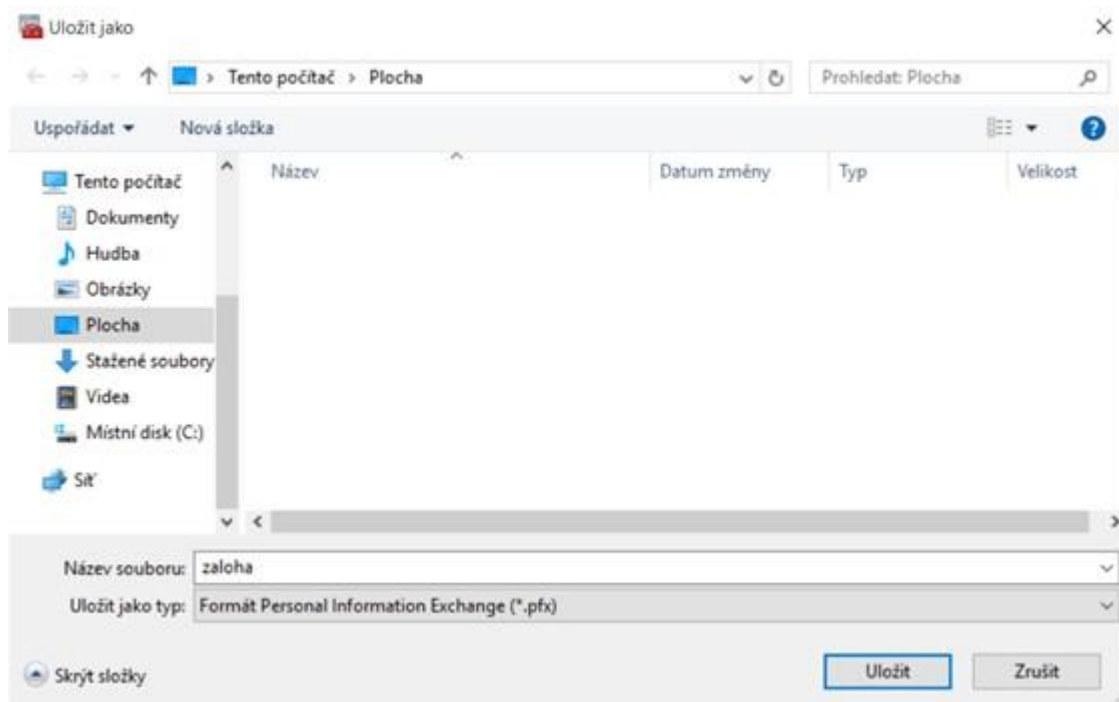 Uložit jako
Tento počítač > Plocha
Prohledat: Plocha
Uspořádat
Nová složka
?
Tento počítač
Dokumenty
Hudba
Obrázky
Plocha
Stažené soubory
Videa
Místní disk (C:)
Síť
Název
Datum změny
Typ
Velikost
Název souboru: zaloha
Uložit jako typ: Formát Personal Information Exchange (*.pfx)
Skrýt složky
Uložit
Zrušit